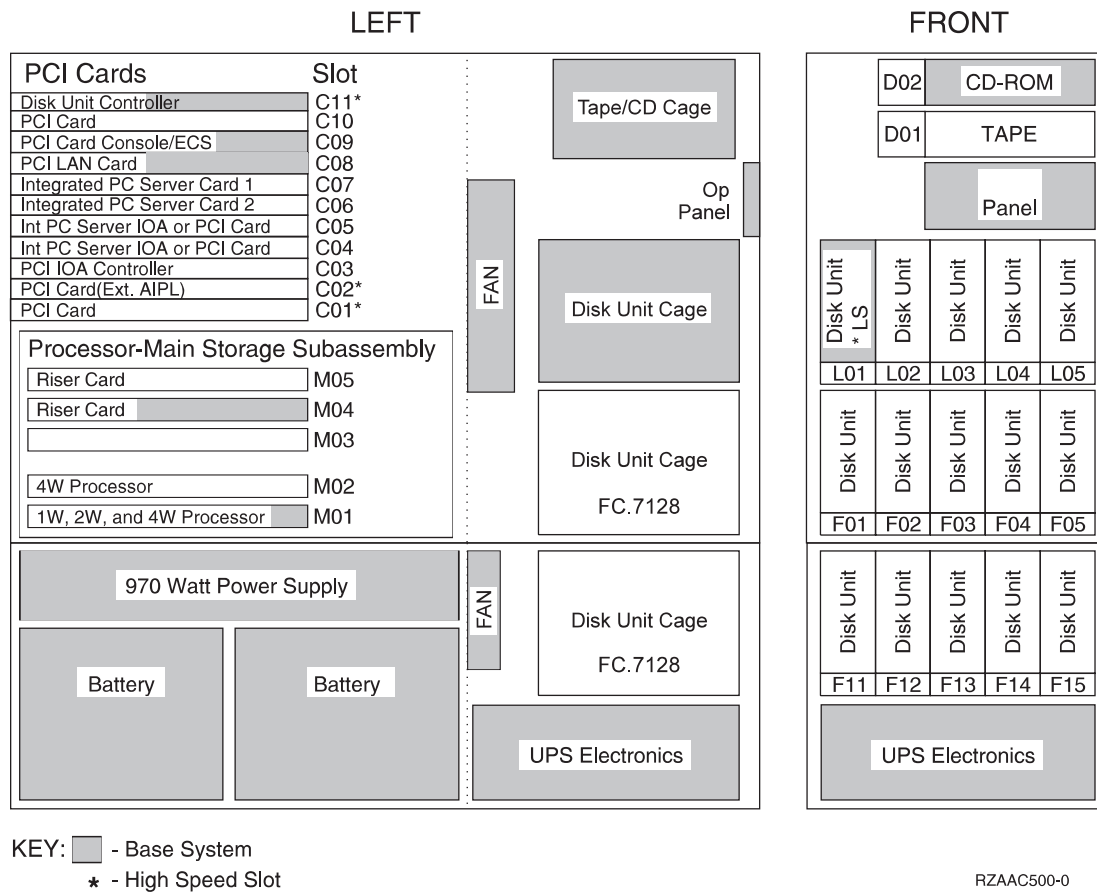 LEFT
PCI Cards Slot
Disk Unit Controller C11*
PCI Card C10
PCI Card Console/ECS C09
PCI LAN Card C08
Integrated PC Server Card 1 C07
Integrated PC Server Card 2 C06
Int PC Server IOA or PCI Card C05
Int PC Server IOA or PCI Card C04
PCI IOA Controller C03
PCI Card(Ext. AIPL) C02*
PCI Card C01*
Processor-Main Storage Subassembly
Riser Card M05
Riser Card M04
M03
4W Processor M02
1W, 2W, and 4W Processor M01
970 Watt Power Supply
Battery
Battery
FAN
FAN
Tape/CD Cage
Op
Panel
Disk Unit Cage
Disk Unit Cage
FC.7128
Disk Unit Cage
FC.7128
UPS Electronics
FRONT
D02 CD-ROM
D01 TAPE
Panel
Disk Unit
* LS
Disk Unit
Disk Unit
Disk Unit
Disk Unit
L01 L02 L03 L04 L05
Disk Unit
Disk Unit
Disk Unit
Disk Unit
Disk Unit
F01 F02 F03 F04 F05
Disk Unit
Disk Unit
Disk Unit
Disk Unit
Disk Unit
F11 F12 F13 F14 F15
UPS Electronics
KEY: - Base System
* - High Speed Slot
RZAAC500-0